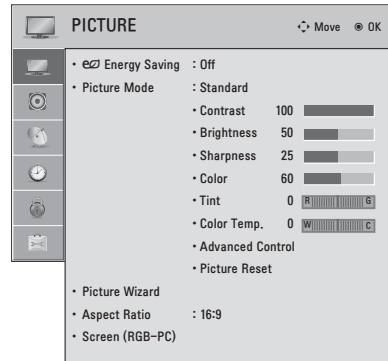 PICTURE Move OK
• eco Energy Saving : Off
• Picture Mode : Standard
• Contrast 100
• Brightness 50
• Sharpness 25
• Color 60
• Tint 0 R G
• Color Temp. 0 W C
• Advanced Control
• Picture Reset
• Picture Wizard
• Aspect Ratio : 16:9
• Screen (RGB-PC)